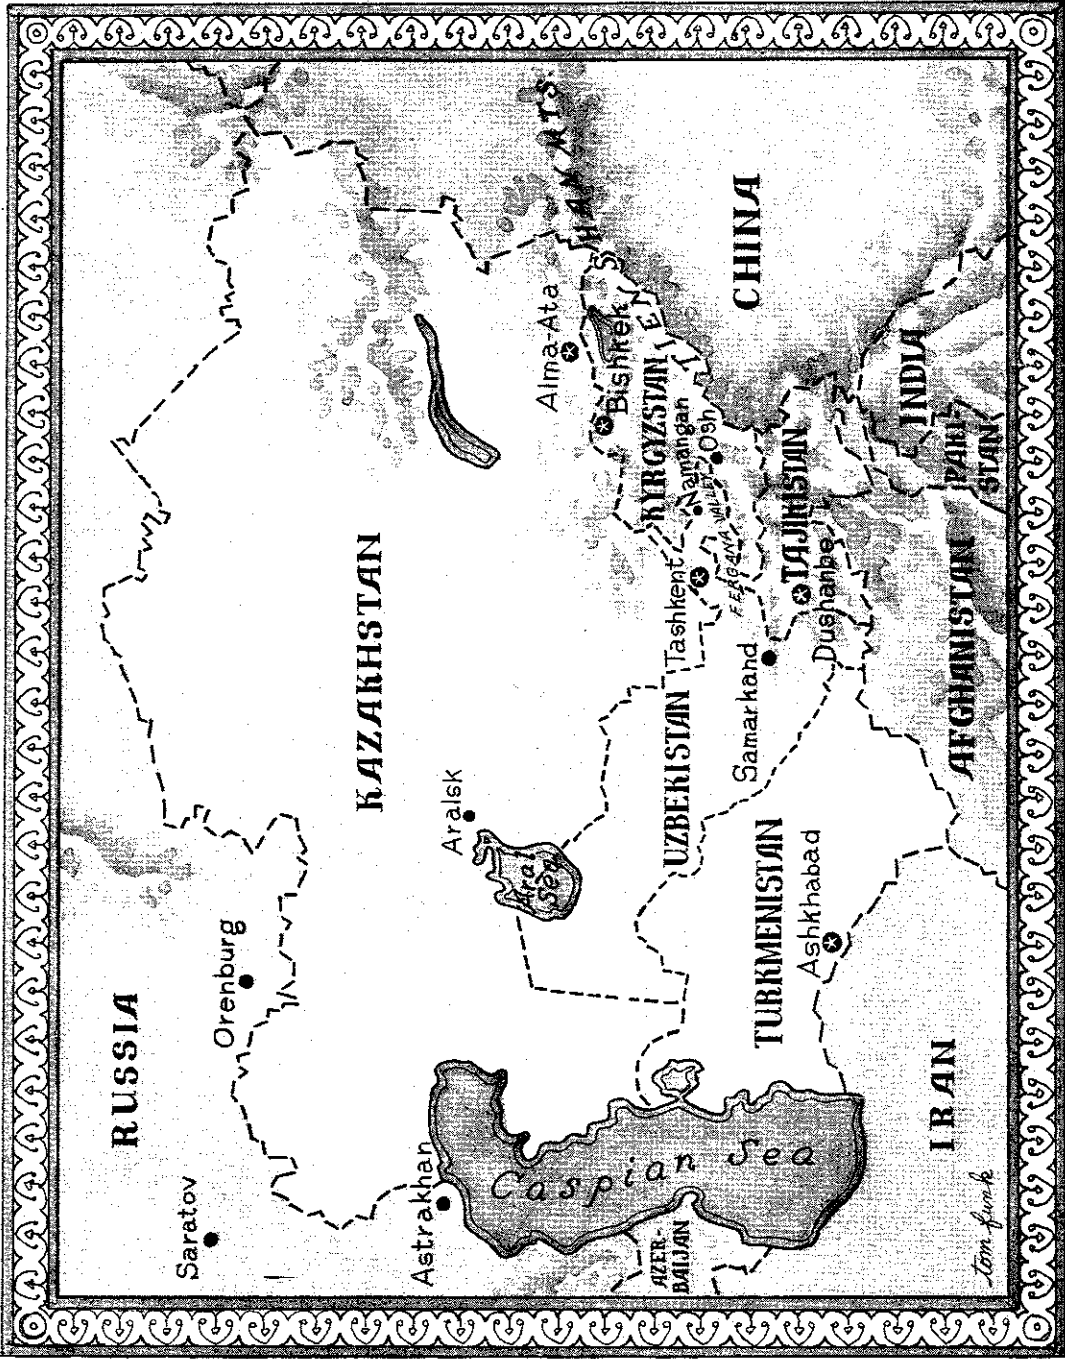 RUSSIA
Saratov
Orenburg
Astrakhan
KAZAKHSTAN
Aralsk
Aral
Sea
Caspian Sea
AZER-
BAIJAN
Alma-Ata
Bishkek
TIEN SHAN MTS.
KYRGYZSTAN
Namangan
Osh
FERGANA VALLEY
Tashkent
UZBEKISTAN
Samarkand
TAJIKISTAN
Dushanbe
TURKMENISTAN
Ashkhabad
CHINA
INDIA
PAKI-
STAN
AFGHANISTAN
IRAN
tom funk